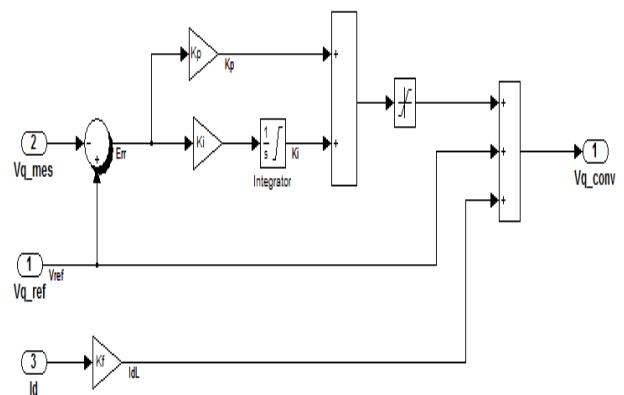 Kp
Kp
+
2
Vq_mes
-
+
Err
Ki
1
s
Integrator
Ki
+
+
+
+
1
Vq_conv
1
Vq_ref
Vref
3
Id
Kf
IdL